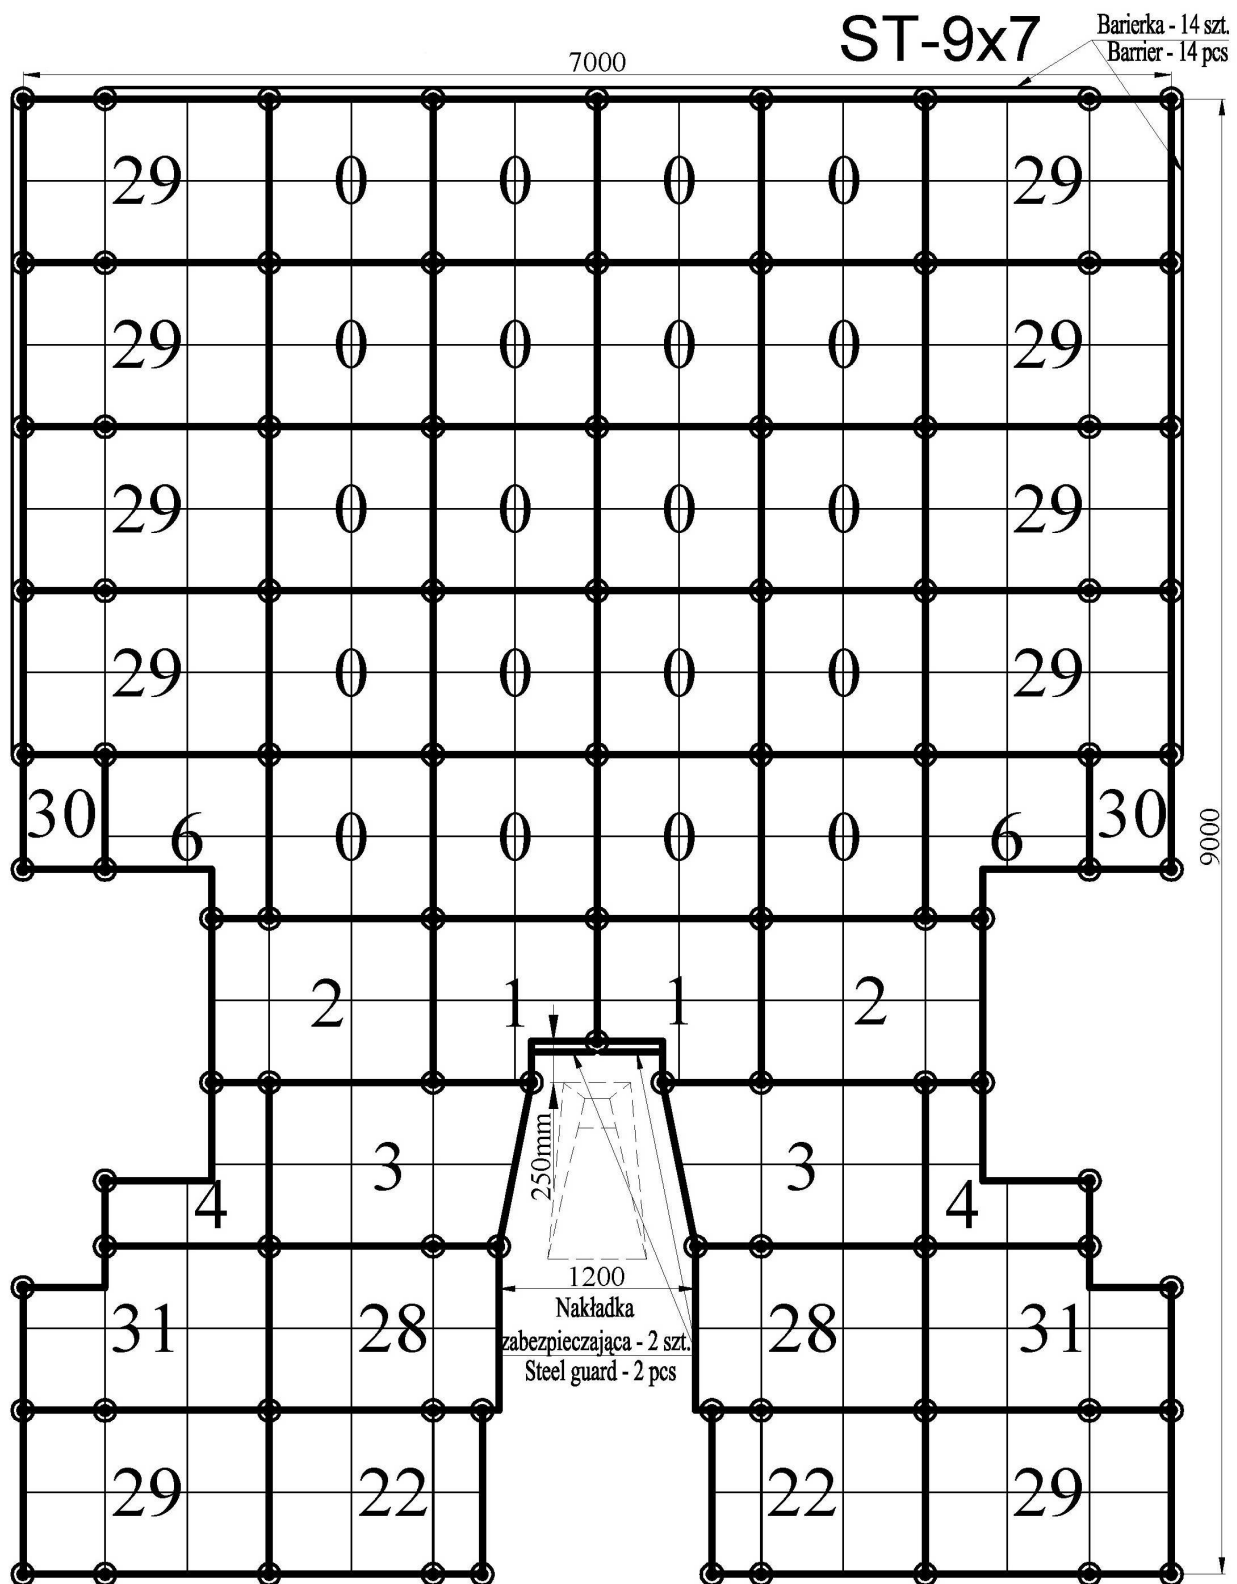 ST-9x7
Barierka - 14 szt.
Barrier - 14 pcs
7000
29 0 0 0 0 29
29 0 0 0 0 29
29 0 0 0 0 29
29 0 0 0 0 29
30 6 0 0 0 0 6 30
9000
2 1 1 2
250mm
3 3
4 4
1200
Nakładka
zabezpieczająca - 2 szt.
Steel guard - 2 pcs
31 28 28 31
29 22 22 29